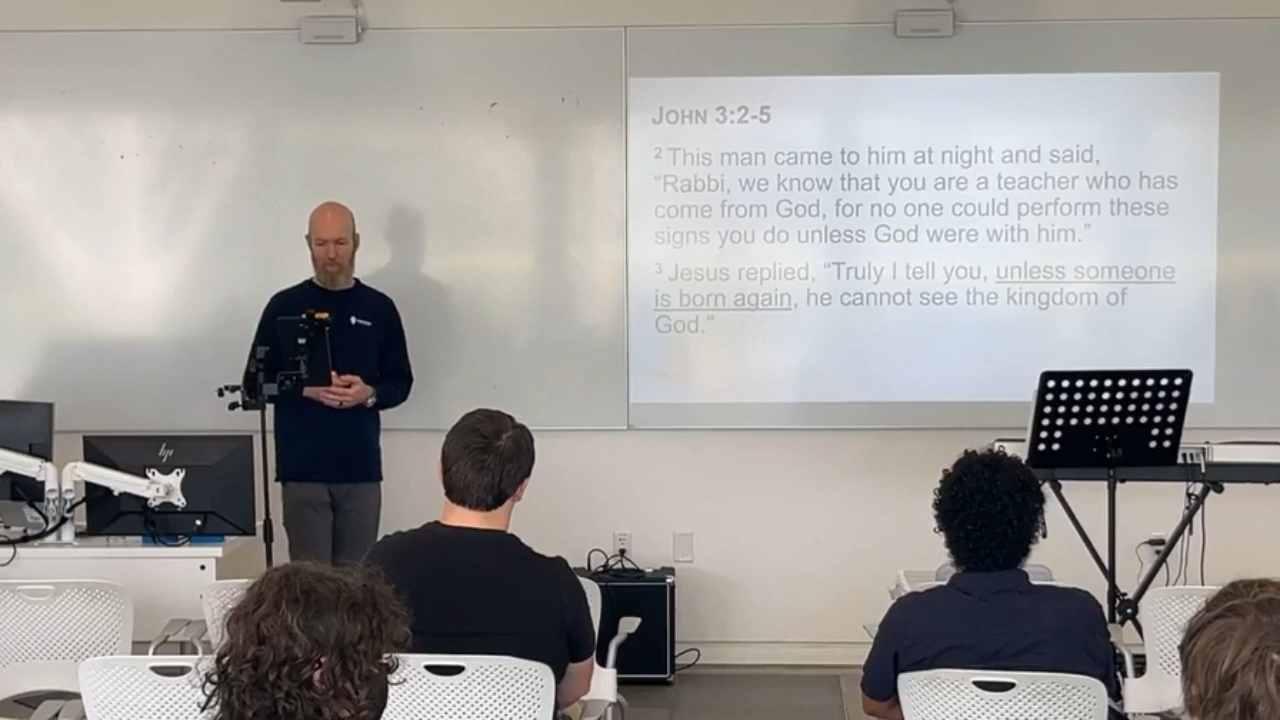 JOHN 3:2-5
2 This man came to him at night and said,
“Rabbi, we know that you are a teacher who has
come from God, for no one could perform these
signs you do unless God were with him.”
3 Jesus replied, “Truly I tell you, unless someone
is born again, he cannot see the kingdom of
God.”
hp